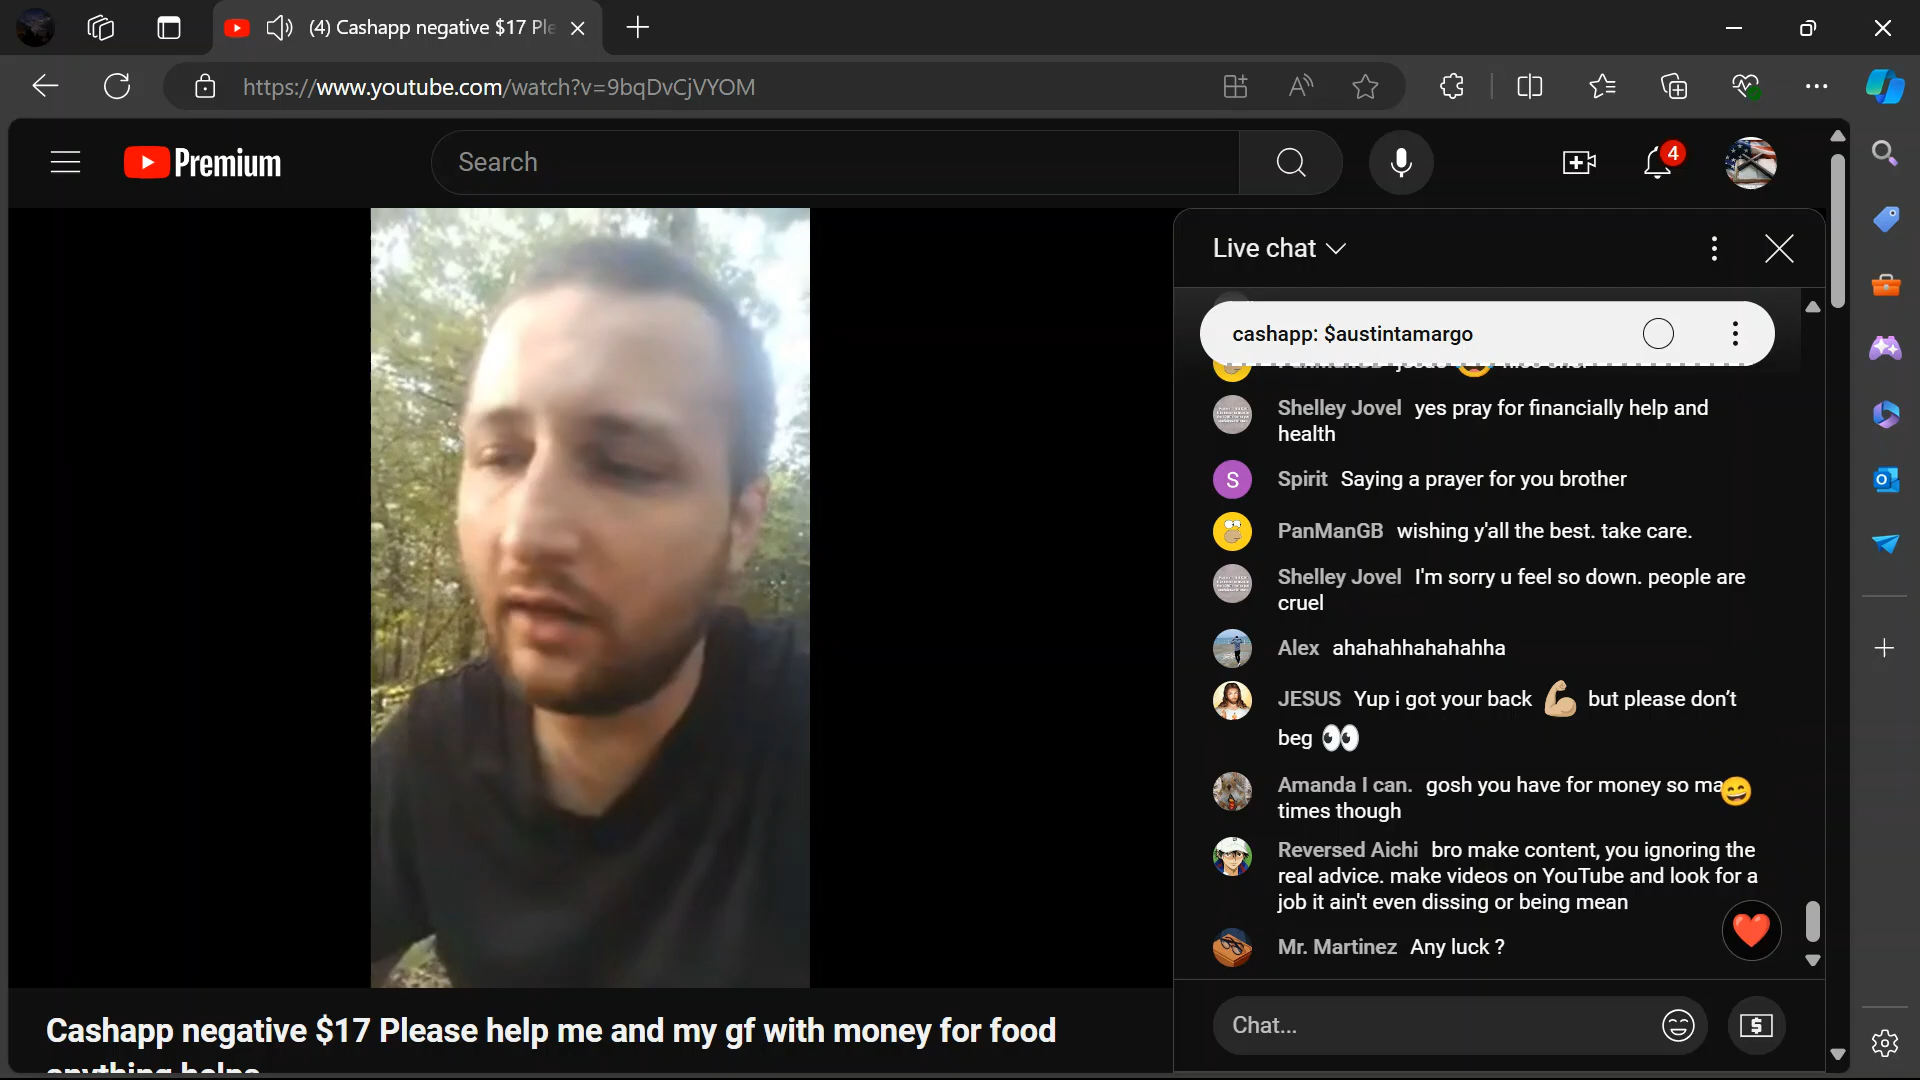 (4) Cashapp negative $17 Ple
https://www.youtube.com/watch?v=9bqDvCjVYOM
Premium
Search
4
Live chat
cashapp: $austintamargo
Shelley Jovel yes pray for financially help and
health
S
Spirit Saying a prayer for you brother
PanManGB wishing y'all the best. take care.
Shelley Jovel I'm sorry u feel so down. people are
cruel
Alex ahahahhahahahha
JESUS Yup i got your back 💪🏼 but please don't
beg 👀
Amanda I can. gosh you have for money so ma
times though
Reversed Aichi bro make content, you ignoring the
real advice. make videos on YouTube and look for a
job it ain't even dissing or being mean
Mr. Martinez Any luck ?
Chat...
Cashapp negative $17 Please help me and my gf with money for food
anything helps